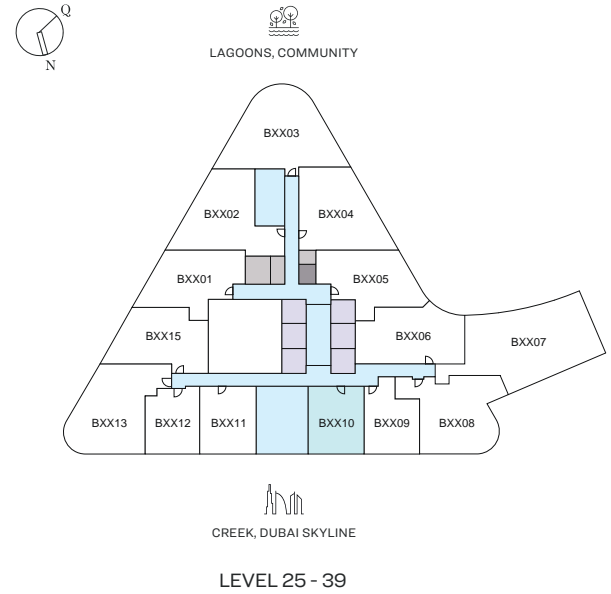 Q
N
LAGOONS, COMMUNITY
BXX03
BXX02
BXX04
BXX01
BXX05
BXX15
BXX06
BXX07
BXX13
BXX12
BXX11
BXX10
BXX09
BXX08
CREEK, DUBAI SKYLINE
LEVEL 25 - 39